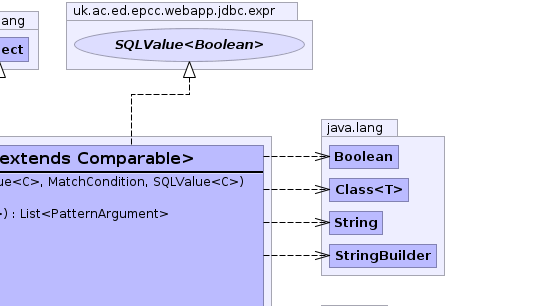 uk.ac.ed.epcc.webapp.jdbc.expr
ang
SQLValue<Boolean>
ect
java.lang
extends Comparable>
Boolean
ue<C>, MatchCondition, SQLValue<C>)
Class<T>
>) : List<PatternArgument>
String
StringBuilder